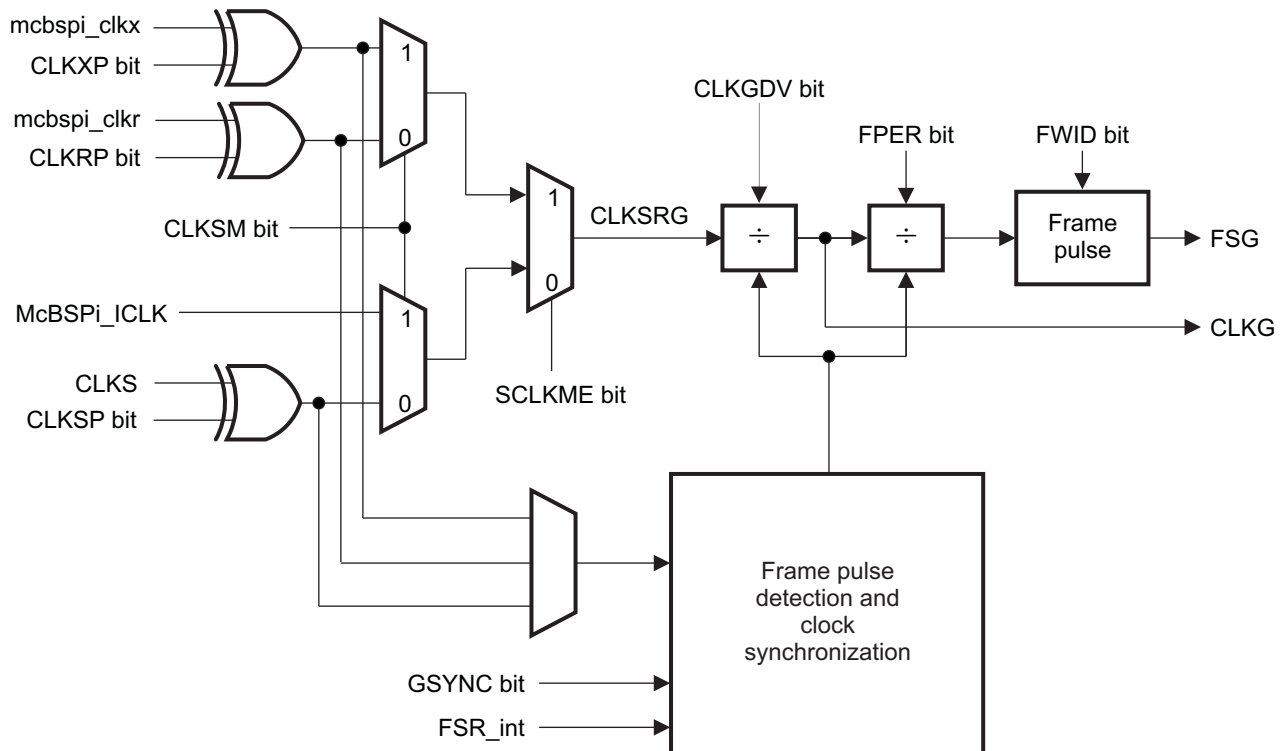 mcbspi_clkx
CLKXP bit
mcbspi_clkr
CLKRP bit
1
0
CLKSM bit
McBSPi_ICLK
CLKS
CLKSP bit
1
0
1
0
SCLKME bit
CLKSRG
CLKGDV bit
÷
FPER bit
÷
FWID bit
Frame
pulse
FSG
CLKG
Frame pulse
detection and
clock
synchronization
GSYNC bit
FSR_int